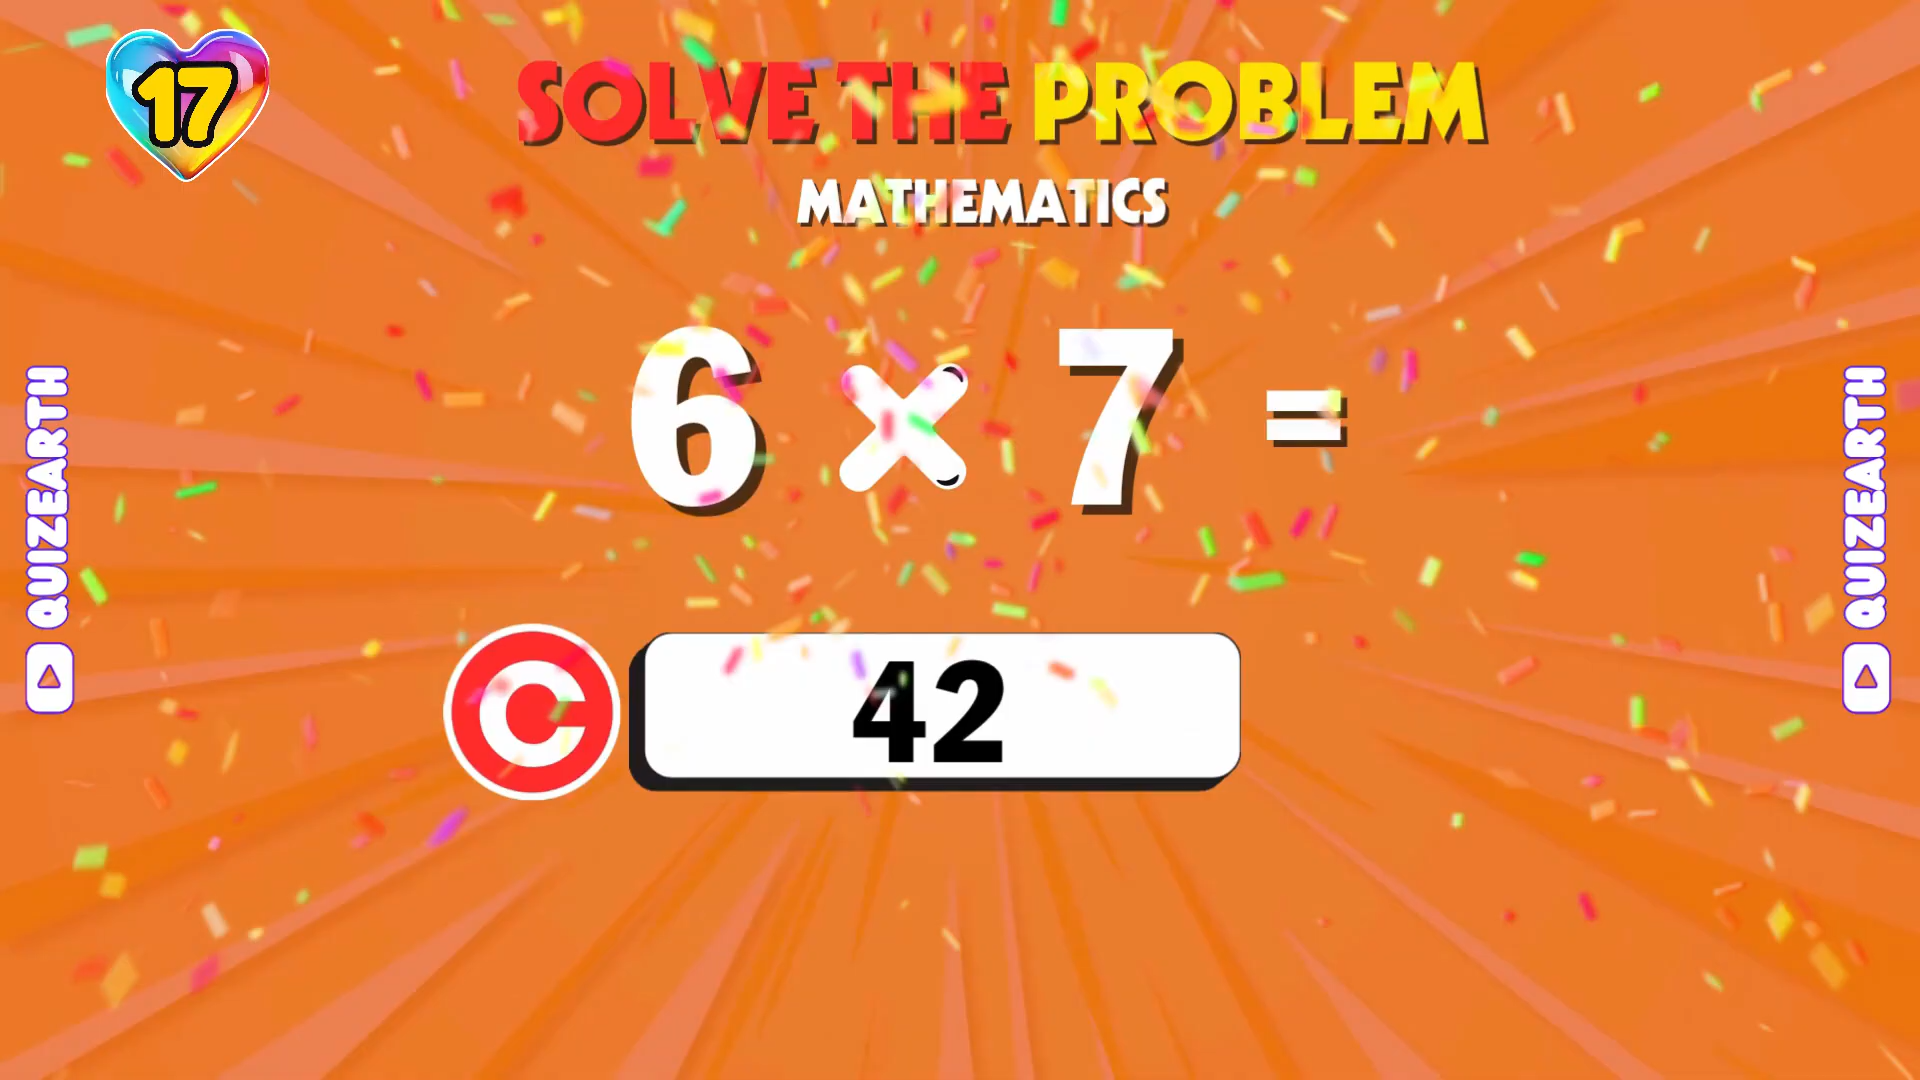 17
SOLVE THE PROBLEM
MATHEMATICS
6 × 7 =
C 42
QUIZEARTH
QUIZEARTH